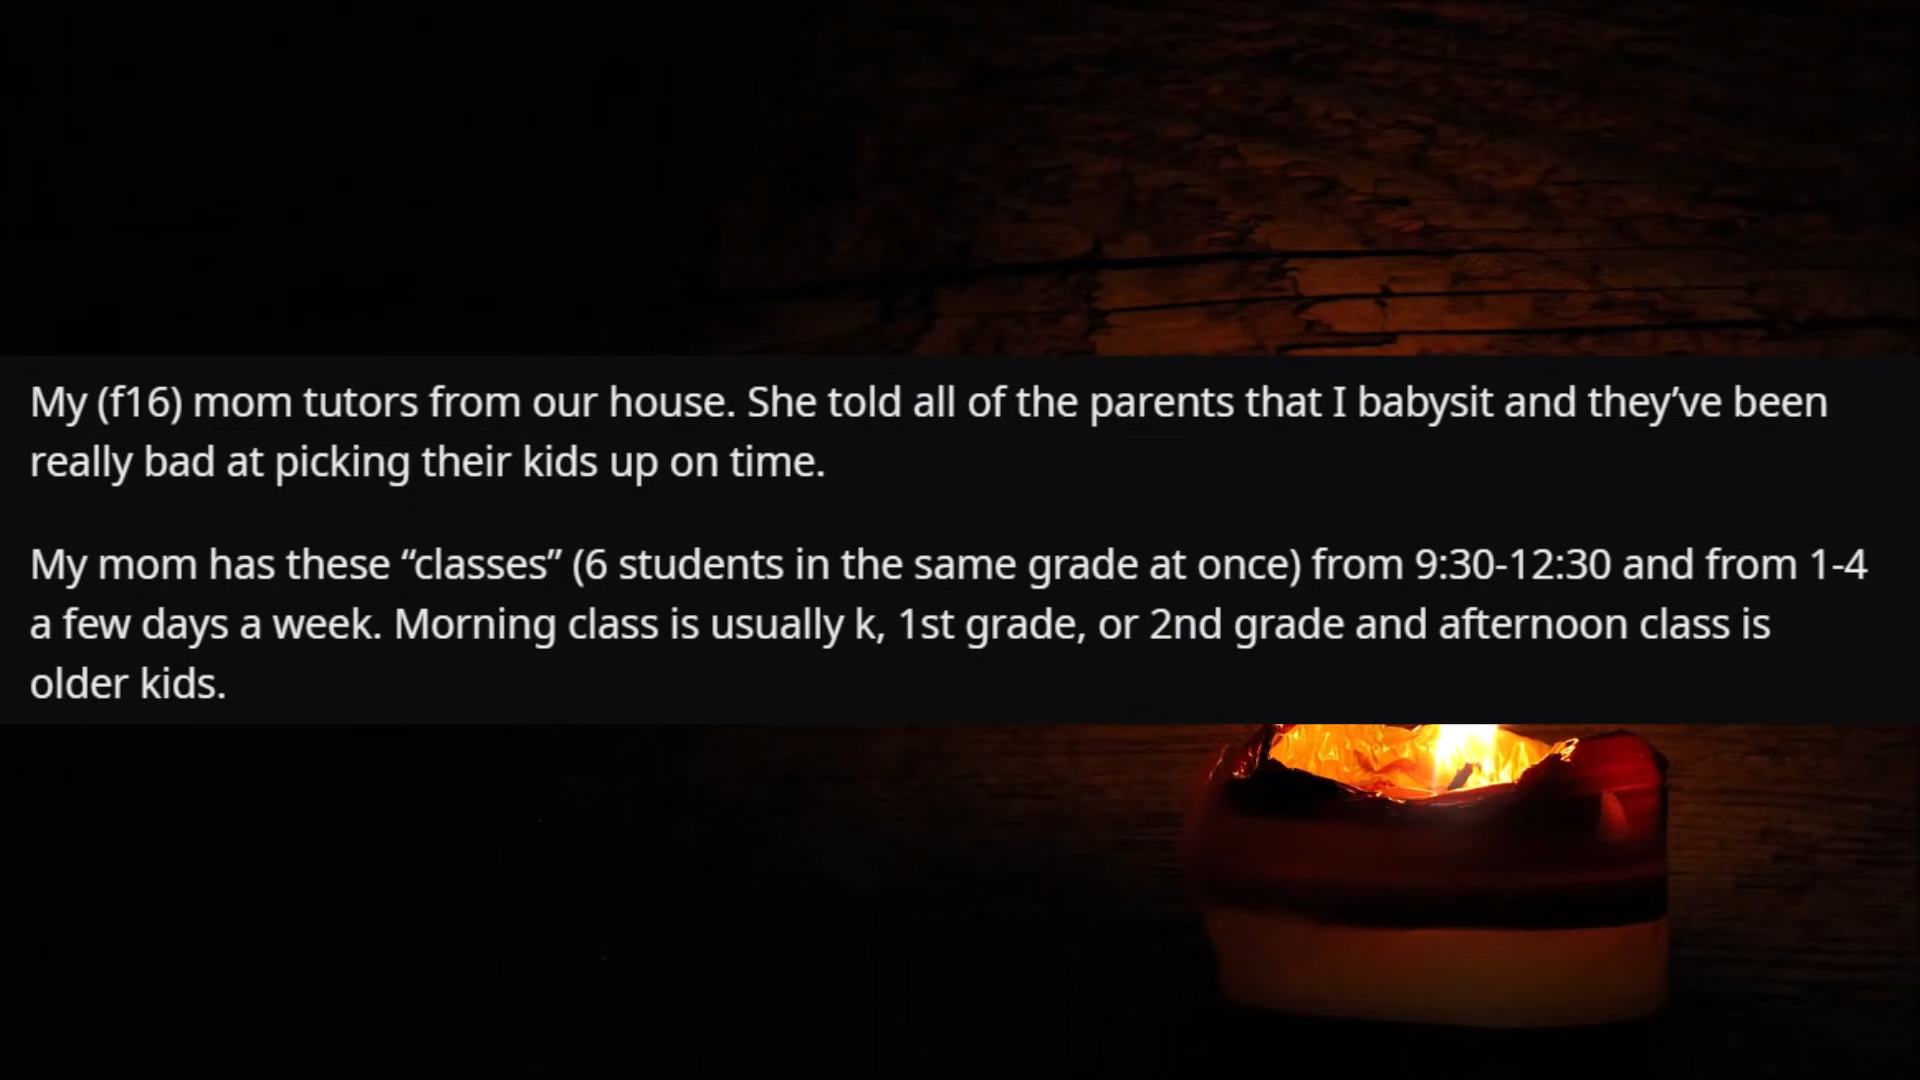 My (f16) mom tutors from our house. She told all of the parents that I babysit and they’ve been
really bad at picking their kids up on time.
My mom has these “classes” (6 students in the same grade at once) from 9:30-12:30 and from 1-4
a few days a week. Morning class is usually k, 1st grade, or 2nd grade and afternoon class is
older kids.